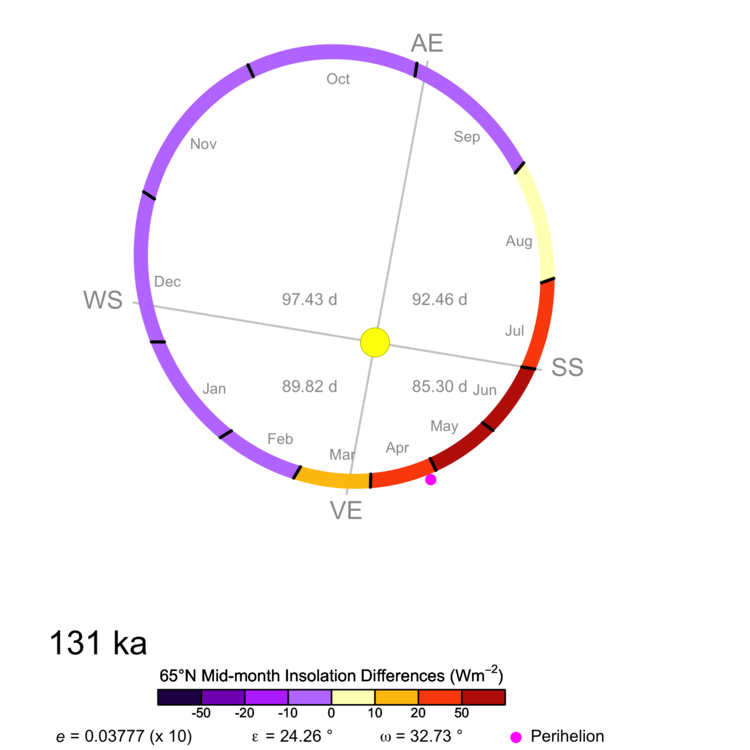 AE
Oct
Sep
Nov
Aug
Dec
WS
97.43 d
92.46 d
Jul
SS
Jan
89.82 d
85.30 d
Jun
May
Feb
Apr
Mar
VE
131 ka
65°N Mid-month Insolation Differences (Wm⁻²)
-50 -20 -10 0 10 20 50
e = 0.03777 (x 10) ε = 24.26 ° ω = 32.73 ° Perihelion